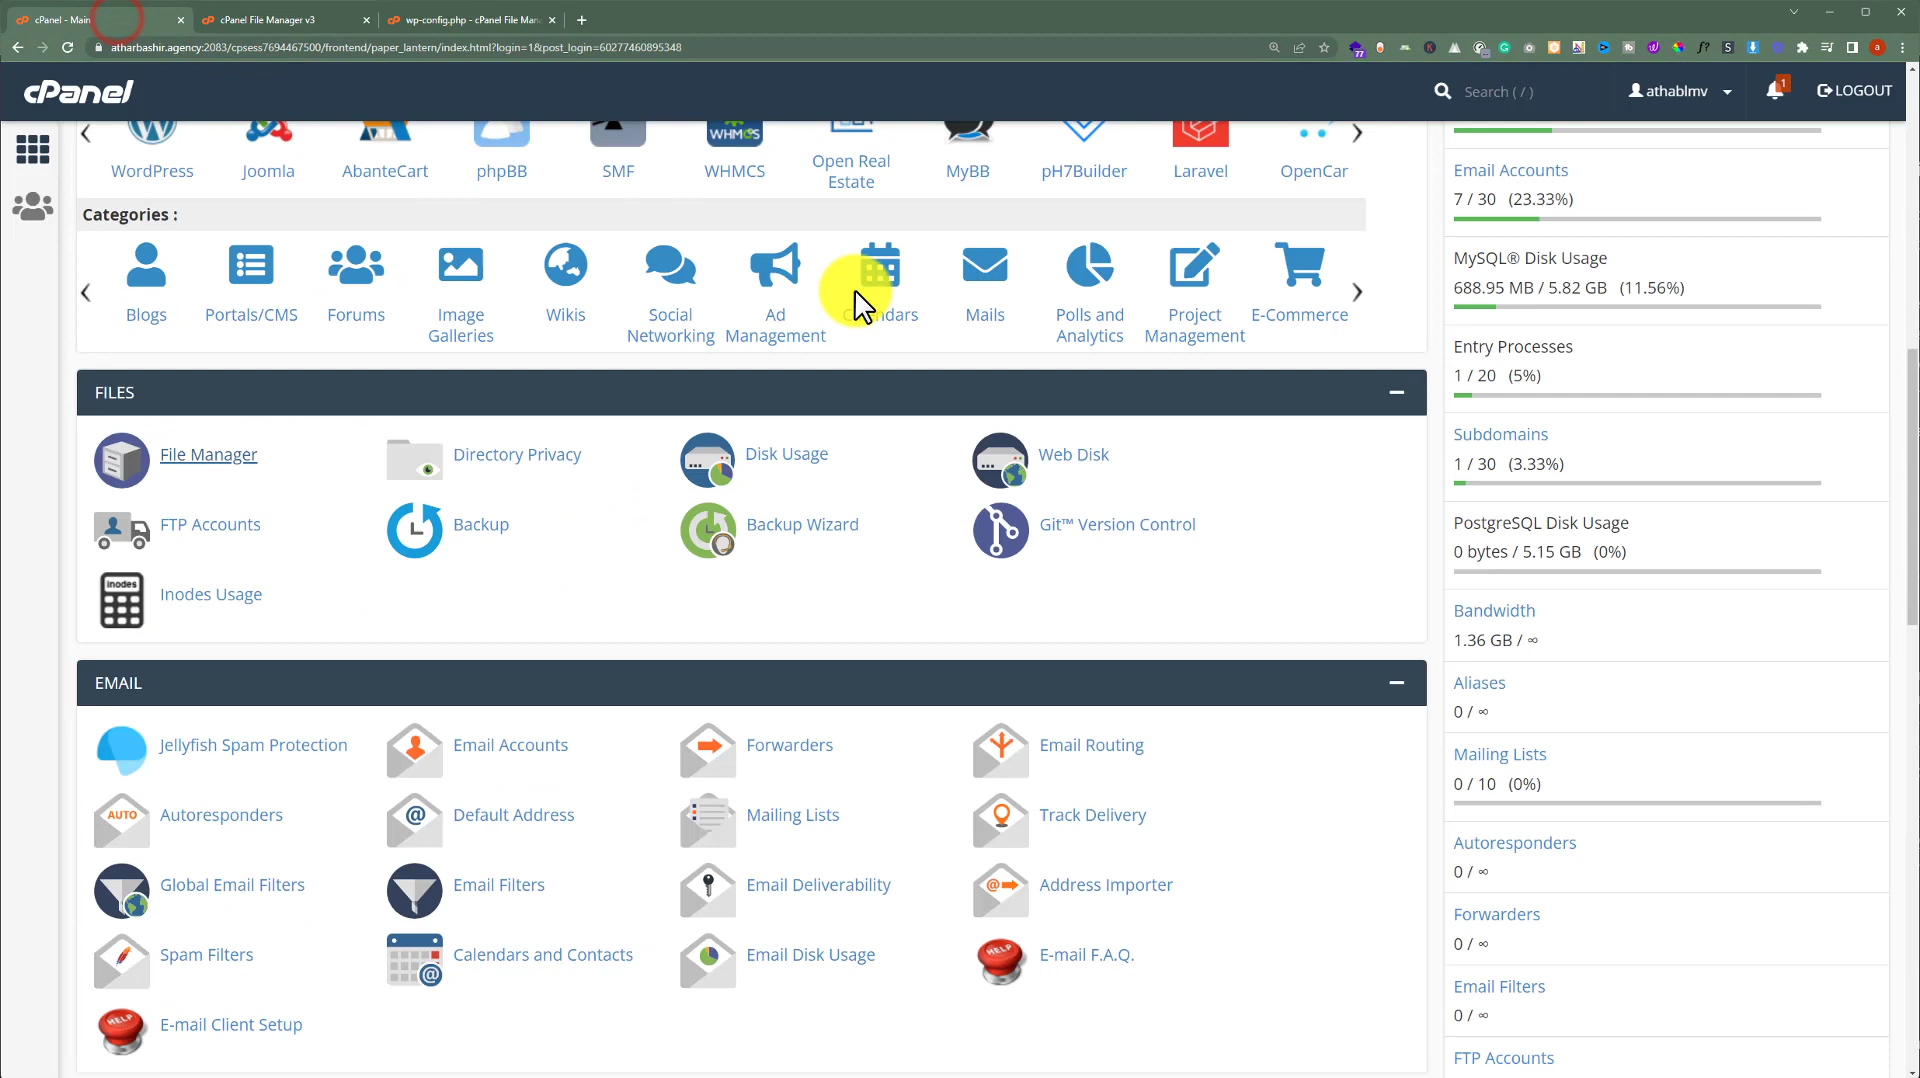 cPanel - Main
cPanel File Manager v3
wp-config.php - cPanel File Man
atharbashir.agency:2083/cpsess7694467500/frontend/paper_lantern/index.html?login=1&post_login=60277460895348
77
cPanel
Search ( / )
athablmv
1
LOGOUT
WHMCS
WordPress
Joomla
AbanteCart
phpBB
SMF
WHMCS
Open Real Estate
MyBB
pH7Builder
Laravel
OpenCar
Categories :
Blogs
Portals/CMS
Forums
Image Galleries
Wikis
Social Networking
Ad Management
Mails
Polls and Analytics
Project Management
E-Commerce
FILES
File Manager
Directory Privacy
Disk Usage
Web Disk
FTP Accounts
Backup
Backup Wizard
Git™ Version Control
inodes
Inodes Usage
EMAIL
Jellyfish Spam Protection
Email Accounts
Forwarders
Email Routing
AUTO
Autoresponders
Default Address
Mailing Lists
Track Delivery
Global Email Filters
Email Filters
Email Deliverability
Address Importer
Spam Filters
Calendars and Contacts
Email Disk Usage
HELP
E-mail F.A.Q.
HELP
E-mail Client Setup
Email Accounts
7 / 30 (23.33%)
MySQL® Disk Usage
688.95 MB / 5.82 GB (11.56%)
Entry Processes
1 / 20 (5%)
Subdomains
1 / 30 (3.33%)
PostgreSQL Disk Usage
0 bytes / 5.15 GB (0%)
Bandwidth
1.36 GB / ∞
Aliases
0 / ∞
Mailing Lists
0 / 10 (0%)
Autoresponders
0 / ∞
Forwarders
0 / ∞
Email Filters
0 / ∞
FTP Accounts